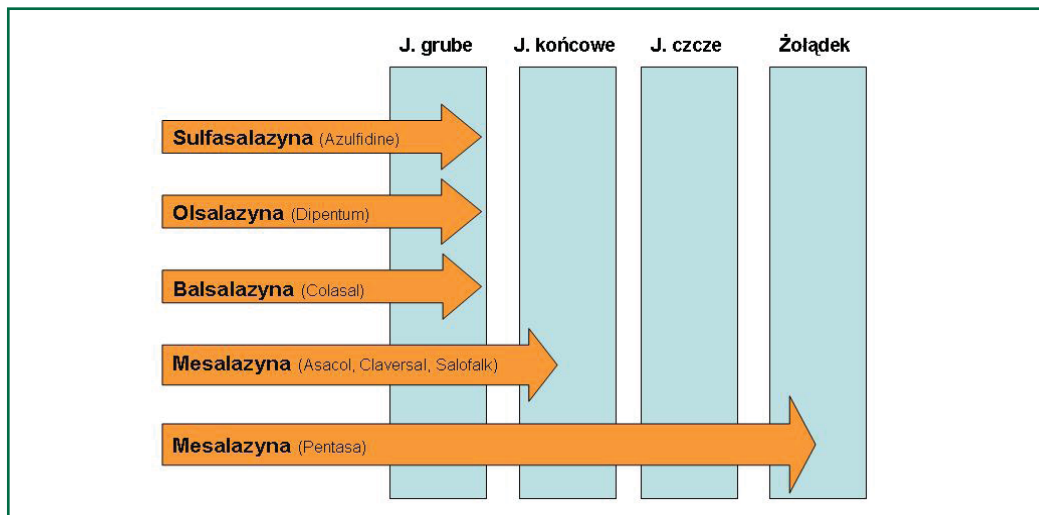 J. grube J. końcowe J. czcze Żołądek
Sulfasalazyna (Azulfidine)
Olsalazyna (Dipentum)
Balsalazyna (Colasal)
Mesalazyna (Asacol, Claversal, Salofalk)
Mesalazyna (Pentasa)